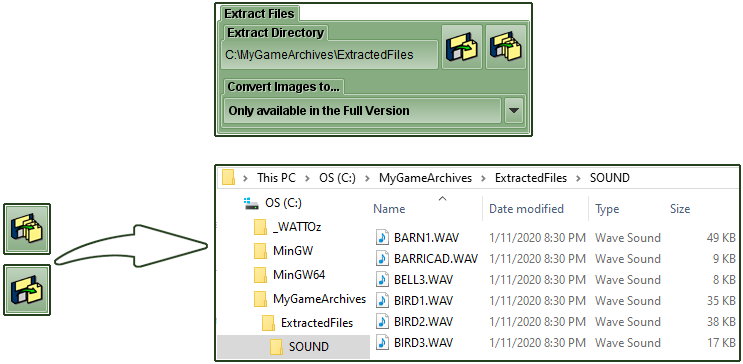 Extract Files
Extract Directory
C:\MyGameArchives\ExtractedFiles
Convert Images to...
Only available in the Full Version
This PC > OS (C:) > MyGameArchives > ExtractedFiles > SOUND
OS (C:)
_WATTOz
MinGW
MinGW64
MyGameArchives
ExtractedFiles
SOUND
Name Date modified Type Size
BARN1.WAV 1/11/2020 8:30 PM Wave Sound 49 KB
BARRICAD.WAV 1/11/2020 8:30 PM Wave Sound 9 KB
BELL3.WAV 1/11/2020 8:30 PM Wave Sound 8 KB
BIRD1.WAV 1/11/2020 8:30 PM Wave Sound 35 KB
BIRD2.WAV 1/11/2020 8:30 PM Wave Sound 38 KB
BIRD3.WAV 1/11/2020 8:30 PM Wave Sound 17 KB